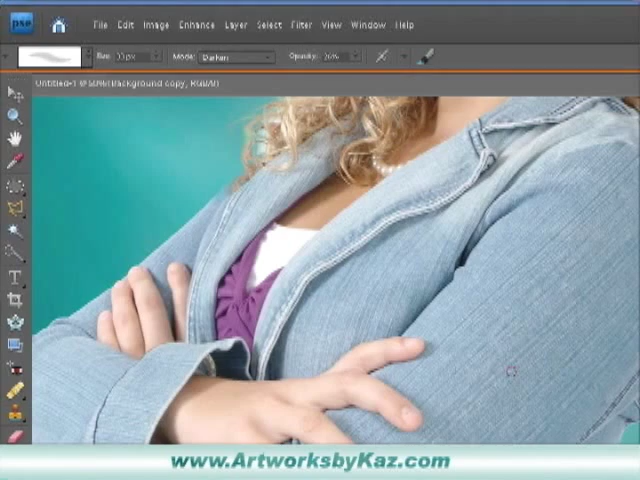 pse File Edit Image Enhance Layer Select Filter View Window Help
Mode: Darken Opacity:
T
www.ArtworksbyKaz.com